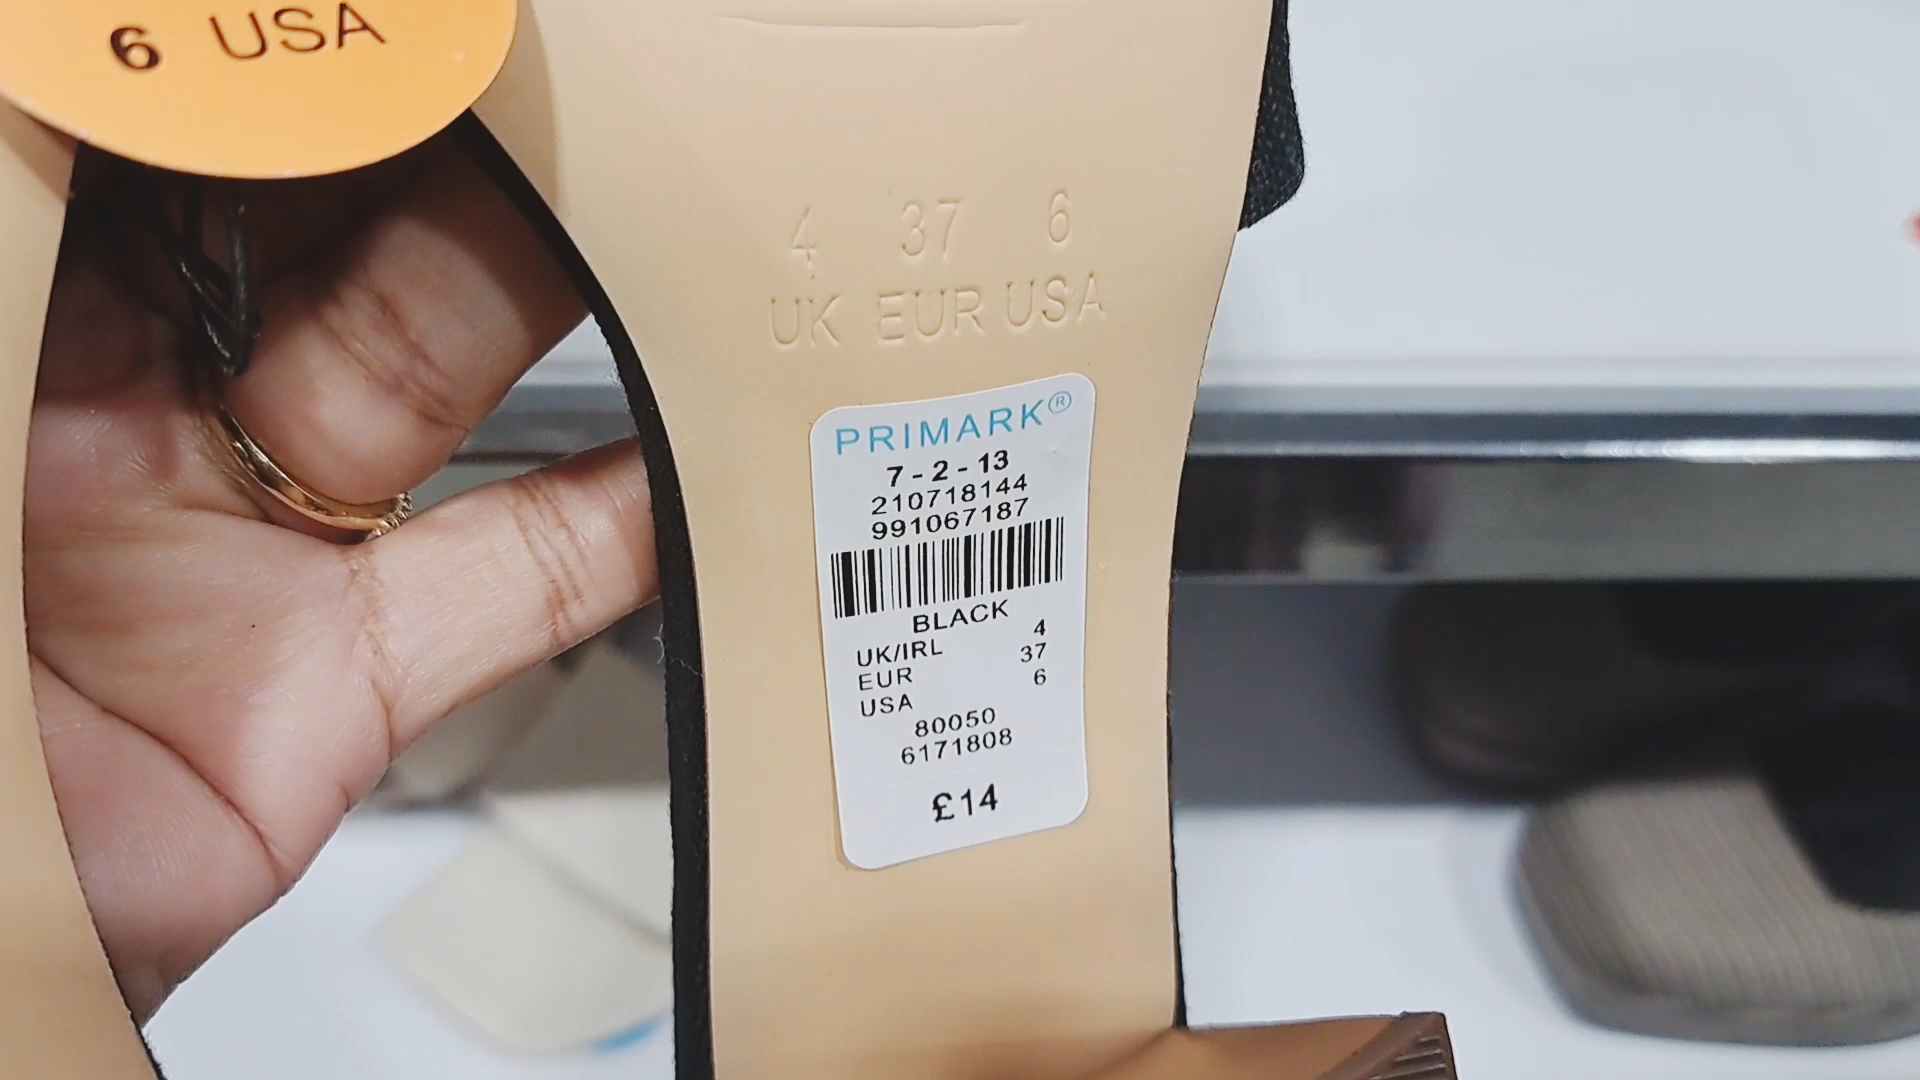 6 USA
4 37 6
UK EUR USA
PRIMARK®
7-2-13
210718144
991067187
BLACK
UK/IRL 4
EUR 37
USA 6
80050
6171808
£14